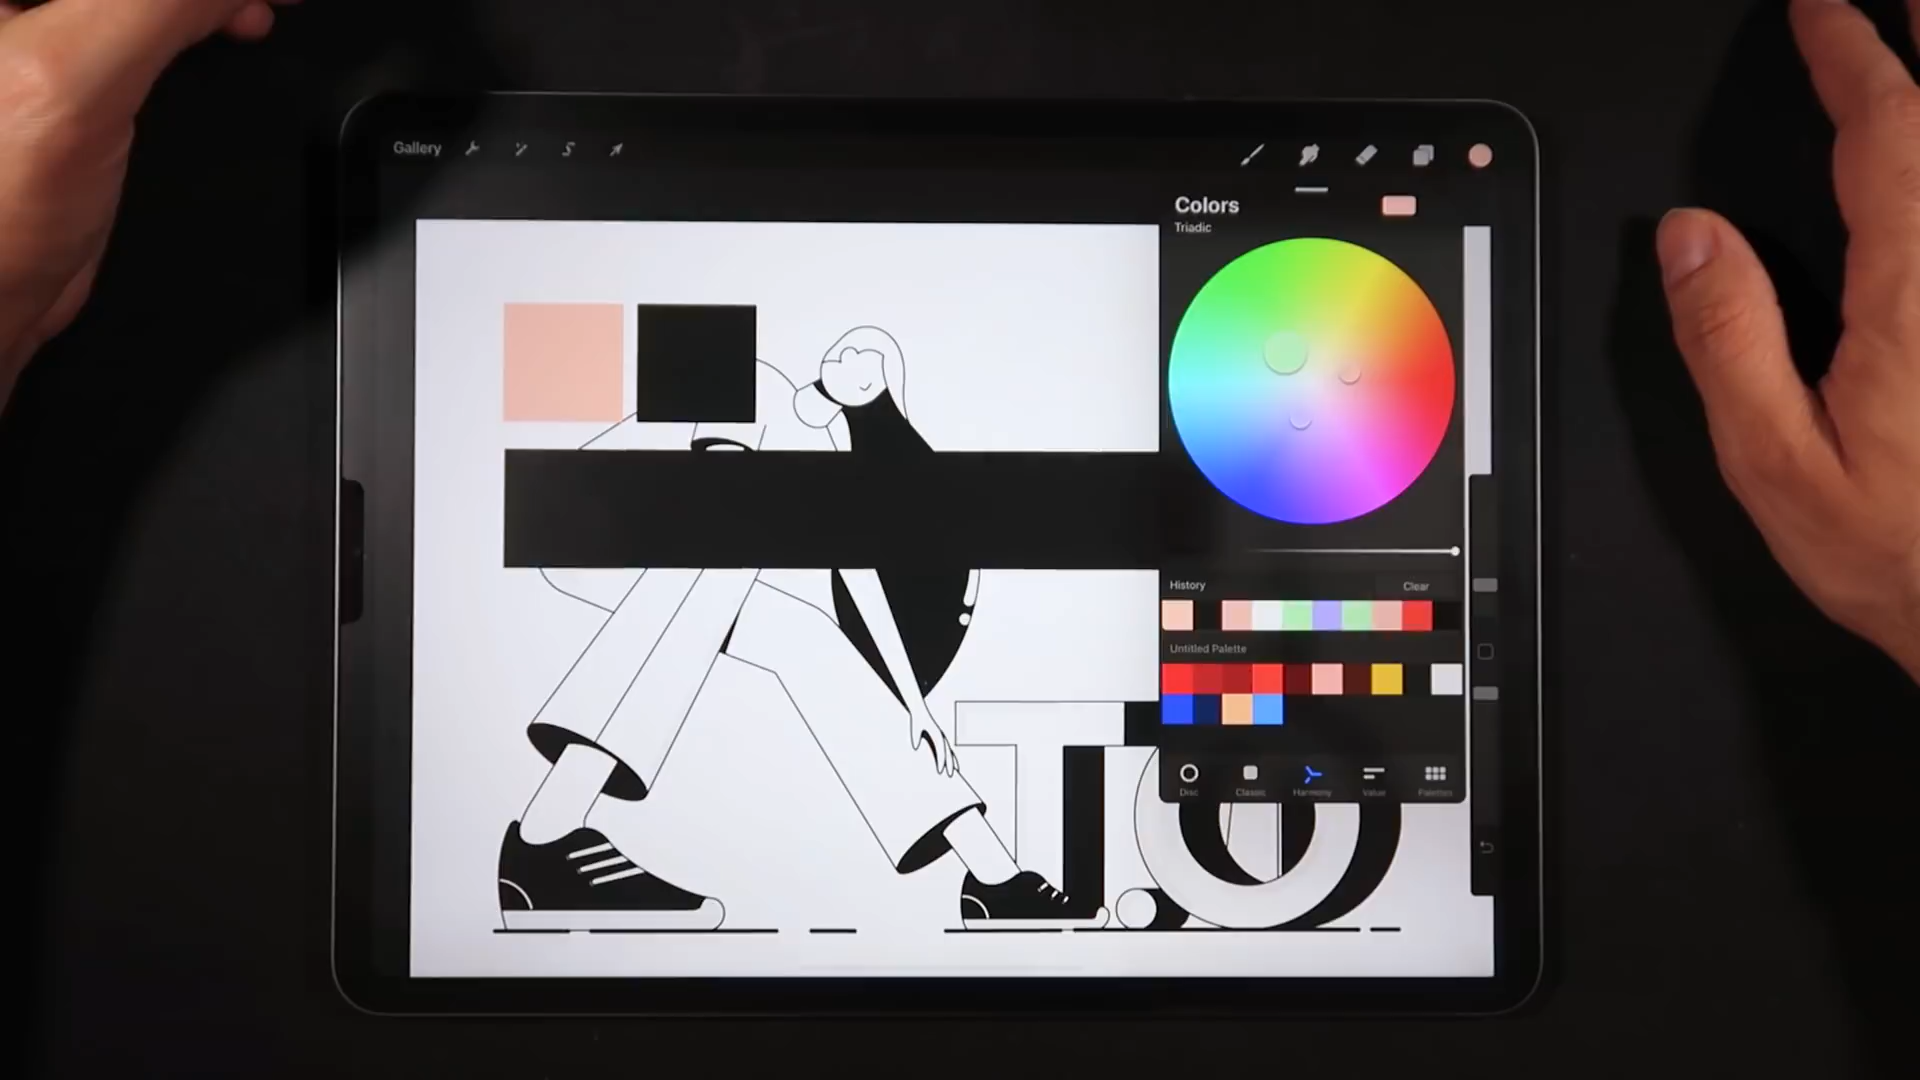 Gallery
Colors
Triadic
History Clear
Untitled Palette
Disc Classic Harmony Value Palettes
T.O